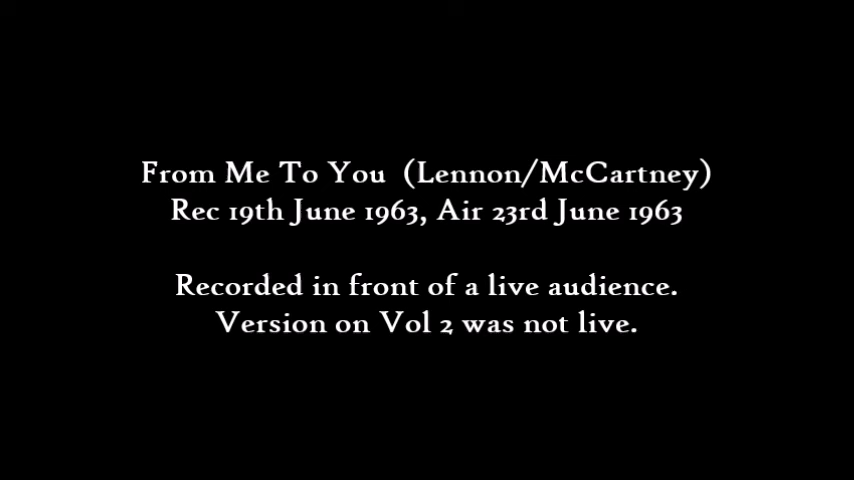 From Me To You (Lennon/McCartney)
Rec 19th June 1963, Air 23rd June 1963
Recorded in front of a live audience.
Version on Vol 2 was not live.